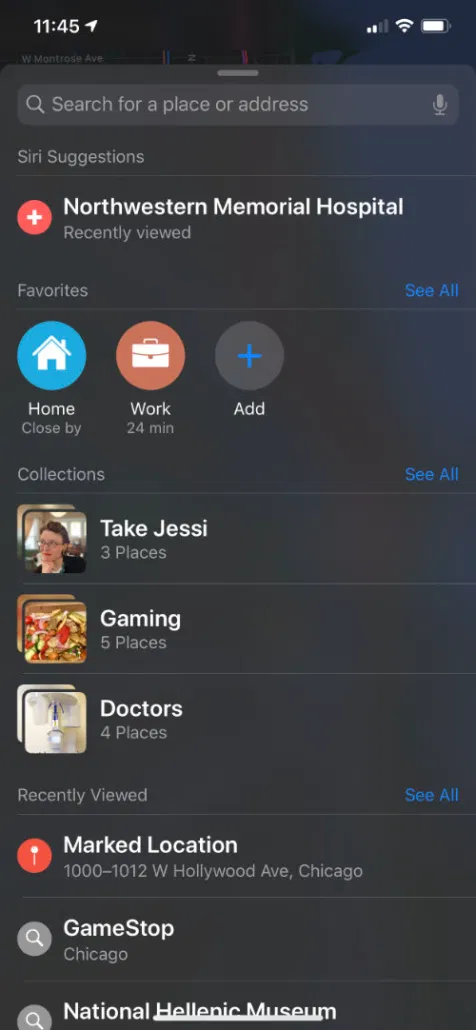 11:45
W Montrose Ave
Search for a place or address
Siri Suggestions
Northwestern Memorial Hospital
Recently viewed
Favorites
See All
Home
Close by
Work
24 min
Add
Collections
See All
Take Jessi
3 Places
Gaming
5 Places
Doctors
4 Places
Recently Viewed
See All
Marked Location
1000–1012 W Hollywood Ave, Chicago
GameStop
Chicago
National Hellenic Museum